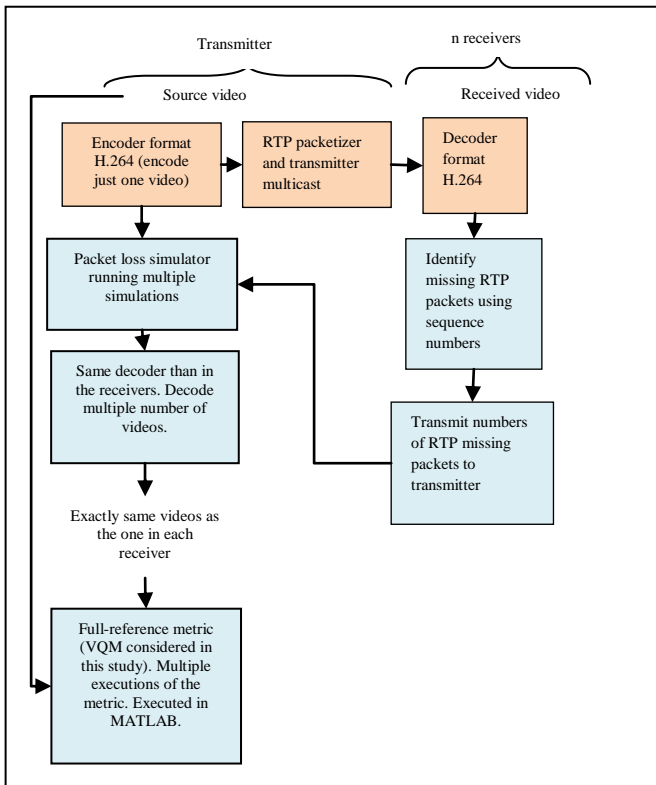 Transmitter
n receivers
Source video
Received video
Encoder format
H.264 (encode
just one video)
RTP packetizer
and transmitter
multicast
Decoder
format
H.264
Packet loss simulator
running multiple
simulations
Identify
missing RTP
packets using
sequence
numbers
Same decoder than in
the receivers. Decode
multiple number of
videos.
Transmit numbers
of RTP missing
packets to
transmitter
Exactly same videos as
the one in each
receiver
Full-reference metric
(VQM considered in
this study). Multiple
executions of the
metric. Executed in
MATLAB.